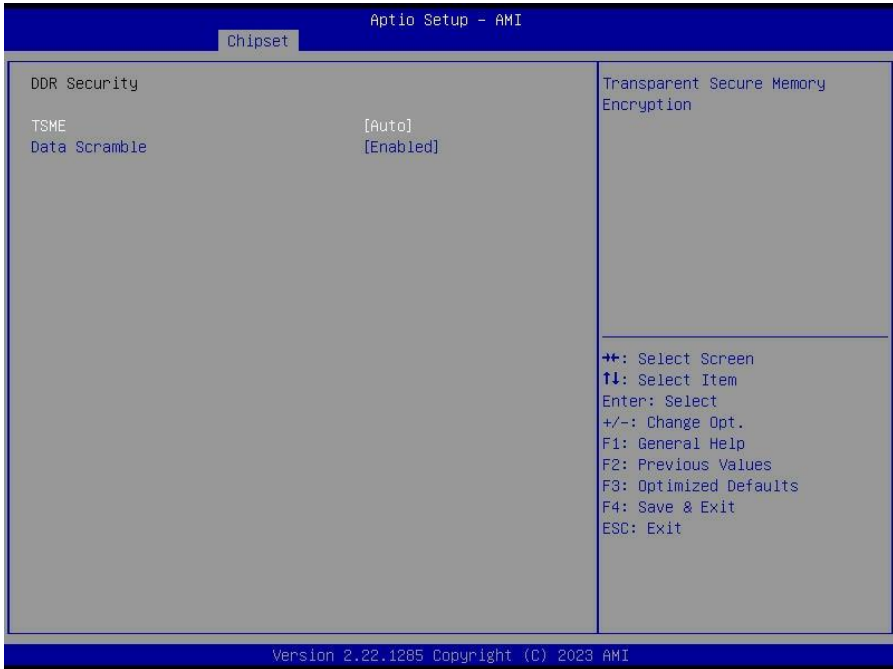 Aptio Setup – AMI
Chipset
DDR Security
TSME [Auto]
Data Scramble [Enabled]
Transparent Secure Memory
Encryption
→←: Select Screen
↑↓: Select Item
Enter: Select
+/-: Change Opt.
F1: General Help
F2: Previous Values
F3: Optimized Defaults
F4: Save & Exit
ESC: Exit
Version 2.22.1285 Copyright (C) 2023 AMI